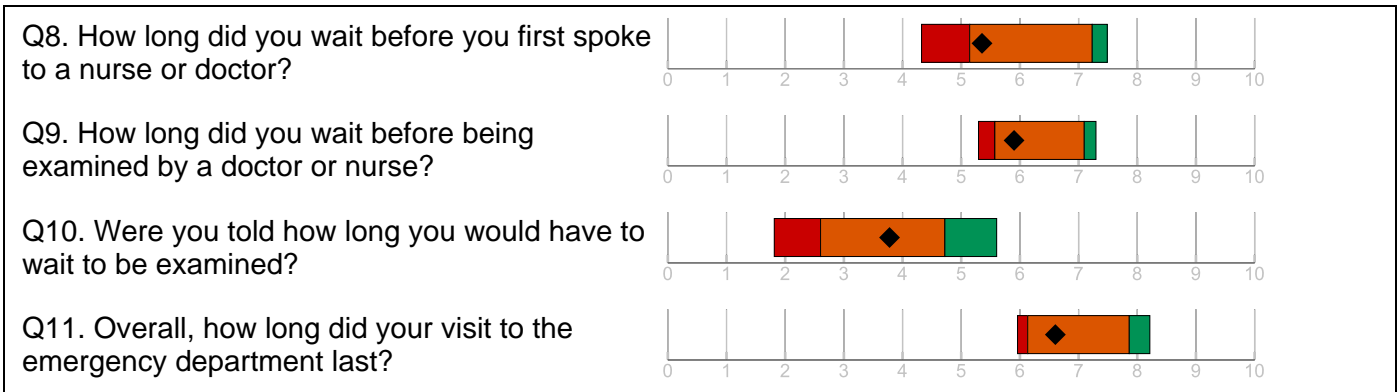 Q8. How long did you wait before you first spoke
to a nurse or doctor?
0 1 2 3 4 5 6 7 8 9 10
Q9. How long did you wait before being
examined by a doctor or nurse?
0 1 2 3 4 5 6 7 8 9 10
Q10. Were you told how long you would have to
wait to be examined?
0 1 2 3 4 5 6 7 8 9 10
Q11. Overall, how long did your visit to the
emergency department last?
0 1 2 3 4 5 6 7 8 9 10